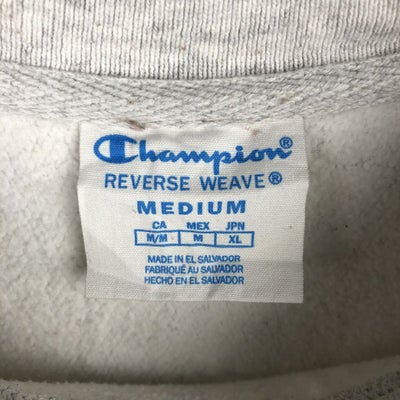 Champion®
REVERSE WEAVE®
MEDIUM
CA MEX JPN
M/M M XL
MADE IN EL SALVADOR
FABRIQUÉ AU SALVADOR
HECHO EN EL SALVADOR